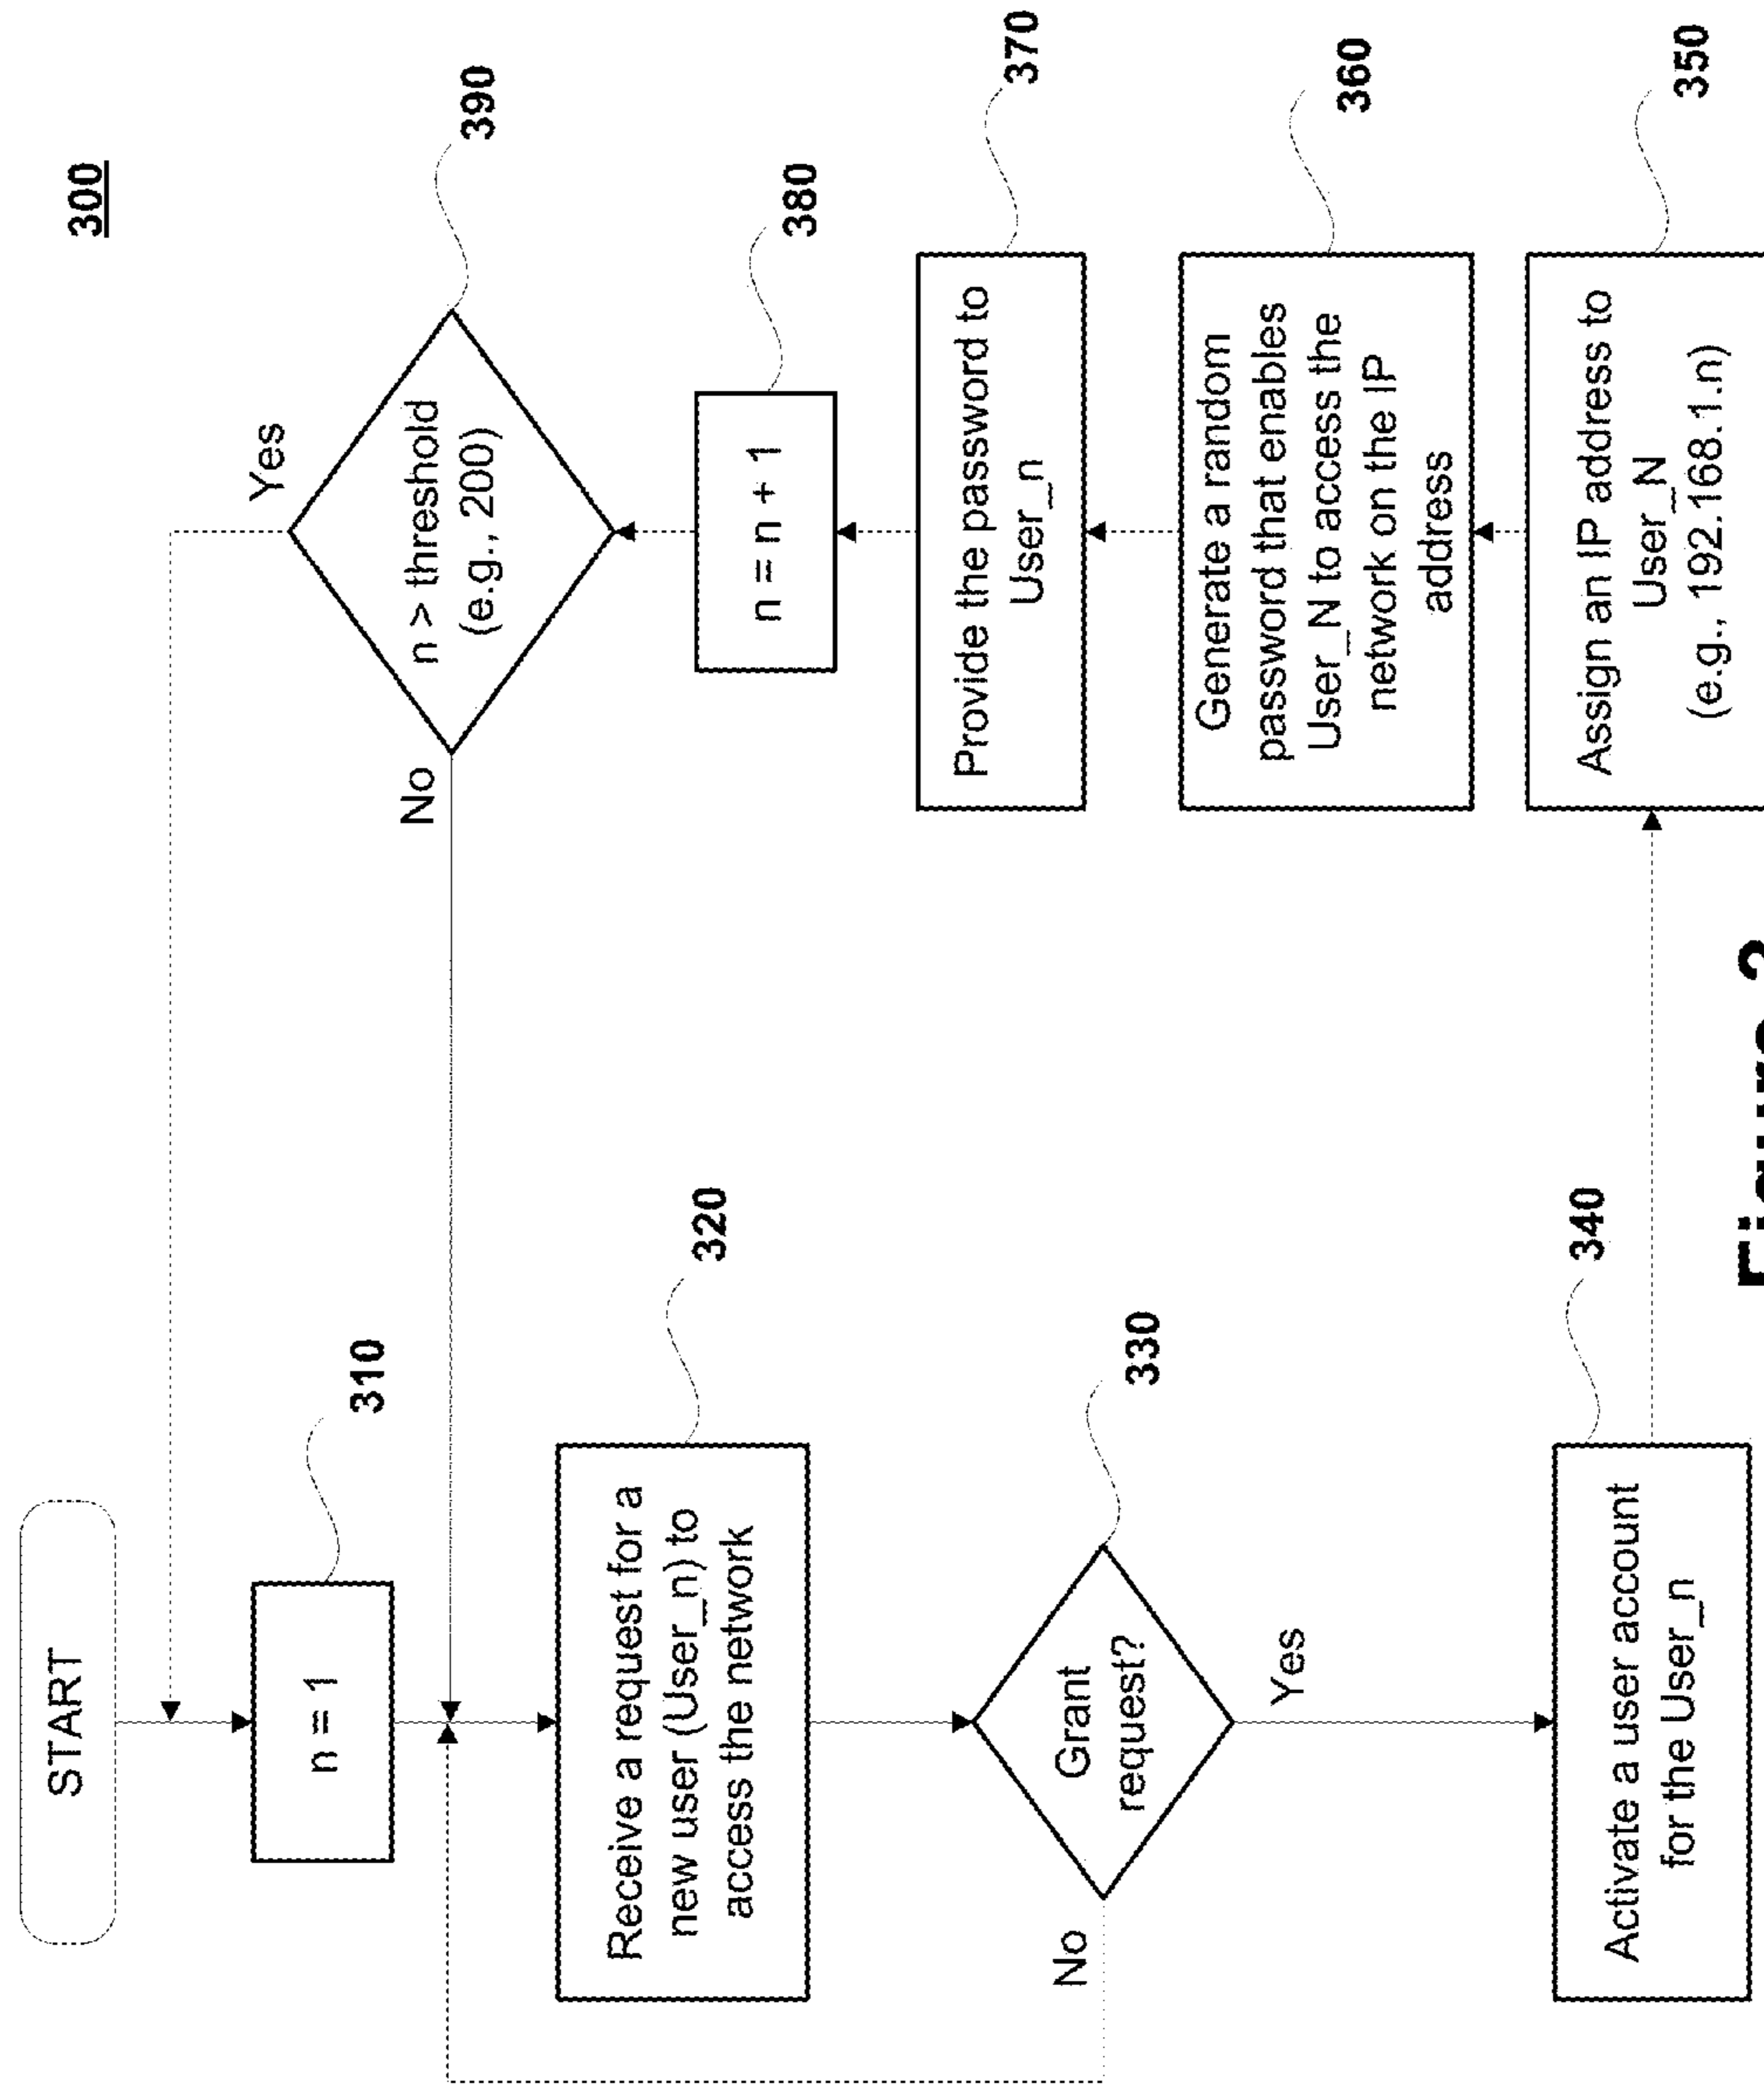 300
START
n = 1
310
Receive a request for a
new user (User_n) to
access the network
320
Grant
request?
330
No
Yes
Activate a user account
for the User_n
340
Assign an IP address to
User_N
(e.g., 192.168.1.n)
350
Generate a random
password that enables
User_N to access the
network on the IP
address
360
Provide the password to
User_n
370
n = n + 1
380
n > threshold
(e.g., 200)
390
Yes
No